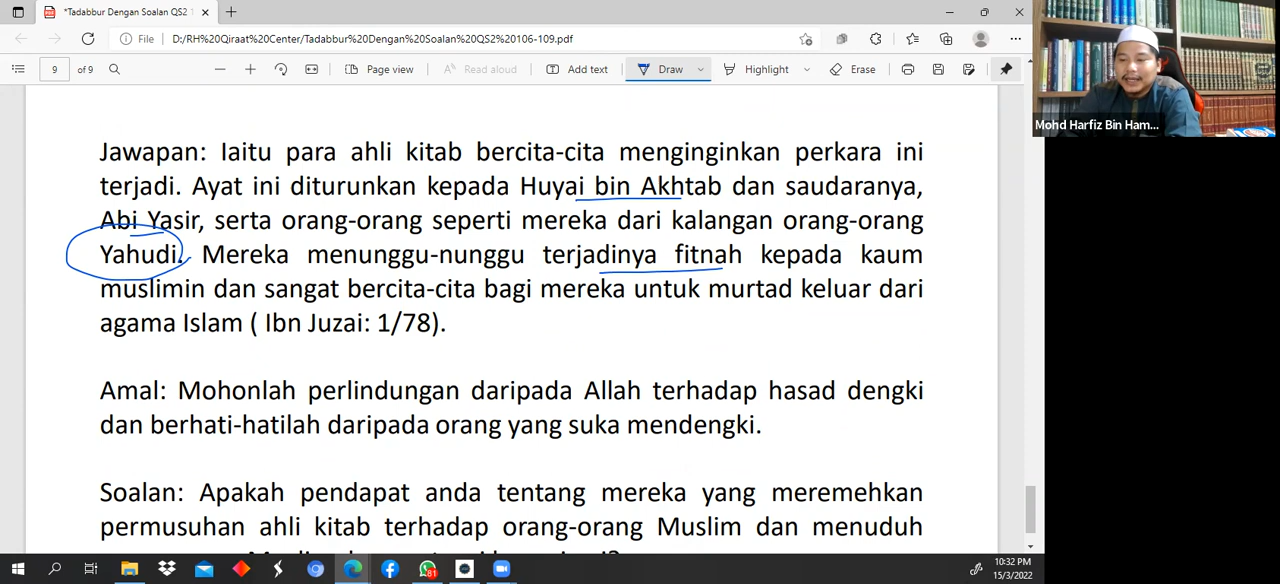 *Tadabbur Dengan Soalan QS2 1
File
D:/RH%20Qiraat%20Center/Tadabbur%20Dengan%20Soalan%20QS2%20106-109.pdf
9 of 9
Page view
Read aloud
Add text
Draw
Highlight
Erase
Mohd Harfiz Bin Ham...
Jawapan: Iaitu para ahli kitab bercita-cita menginginkan perkara ini
terjadi. Ayat ini diturunkan kepada Huyai bin Akhtab dan saudaranya,
Abi Yasir, serta orang-orang seperti mereka dari kalangan orang-orang
Yahudi. Mereka menunggu-nunggu terjadinya fitnah kepada kaum
muslimin dan sangat bercita-cita bagi mereka untuk murtad keluar dari
agama Islam ( Ibn Juzai: 1/78).
Amal: Mohonlah perlindungan daripada Allah terhadap hasad dengki
dan berhati-hatilah daripada orang yang suka mendengki.
Soalan: Apakah pendapat anda tentang mereka yang meremehkan
permusuhan ahli kitab terhadap orang-orang Muslim dan menuduh
81
10:32 PM
15/3/2022